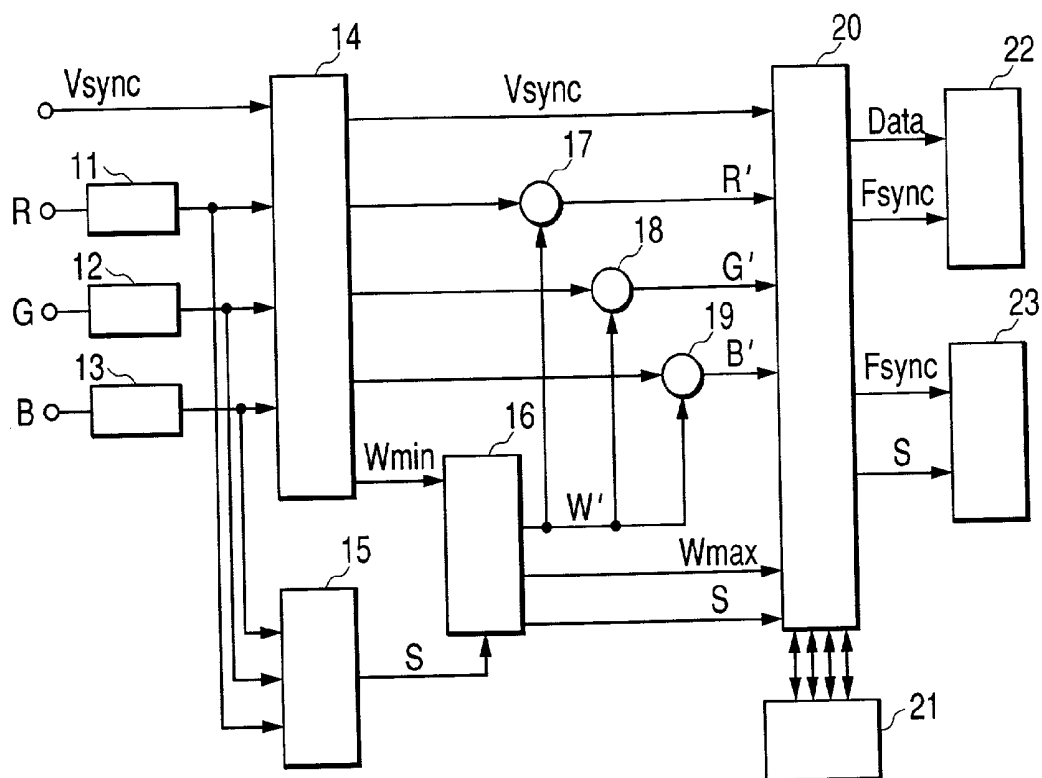 14
20
22
Vsync
Vsync
Data
11
17
R
R′
Fsync
12
18
G
G′
13
19
23
B
B′
Fsync
16
Wmin
S
W′
15
Wmax
S
S
21